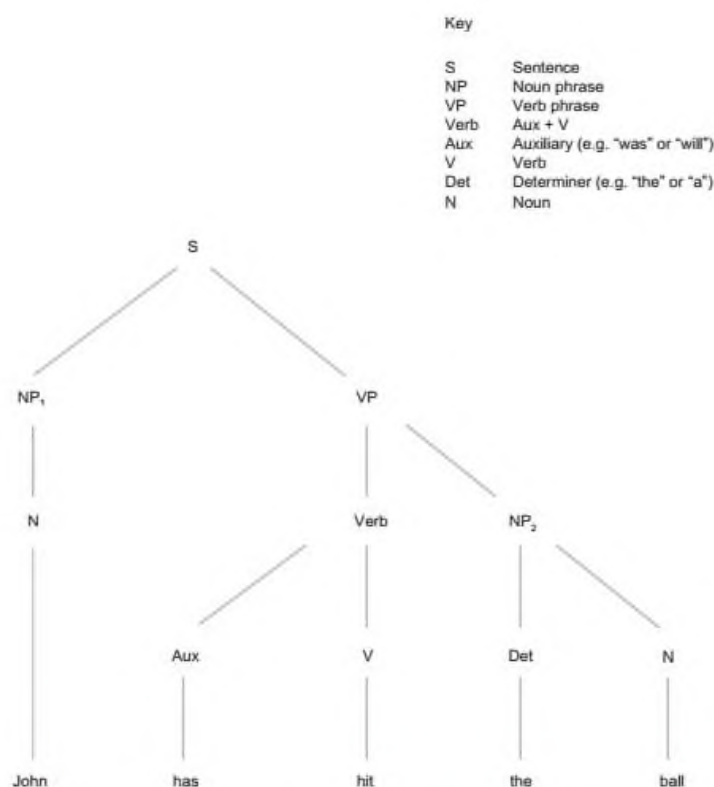 Key
S Sentence
NP Noun phrase
VP Verb phrase
Verb Aux + V
Aux Auxiliary (e.g. "was" or "will")
V Verb
Det Determiner (e.g. "the" or "a")
N Noun
S
NP₁ VP
N Verb NP₂
Aux V Det N
John has hit the ball